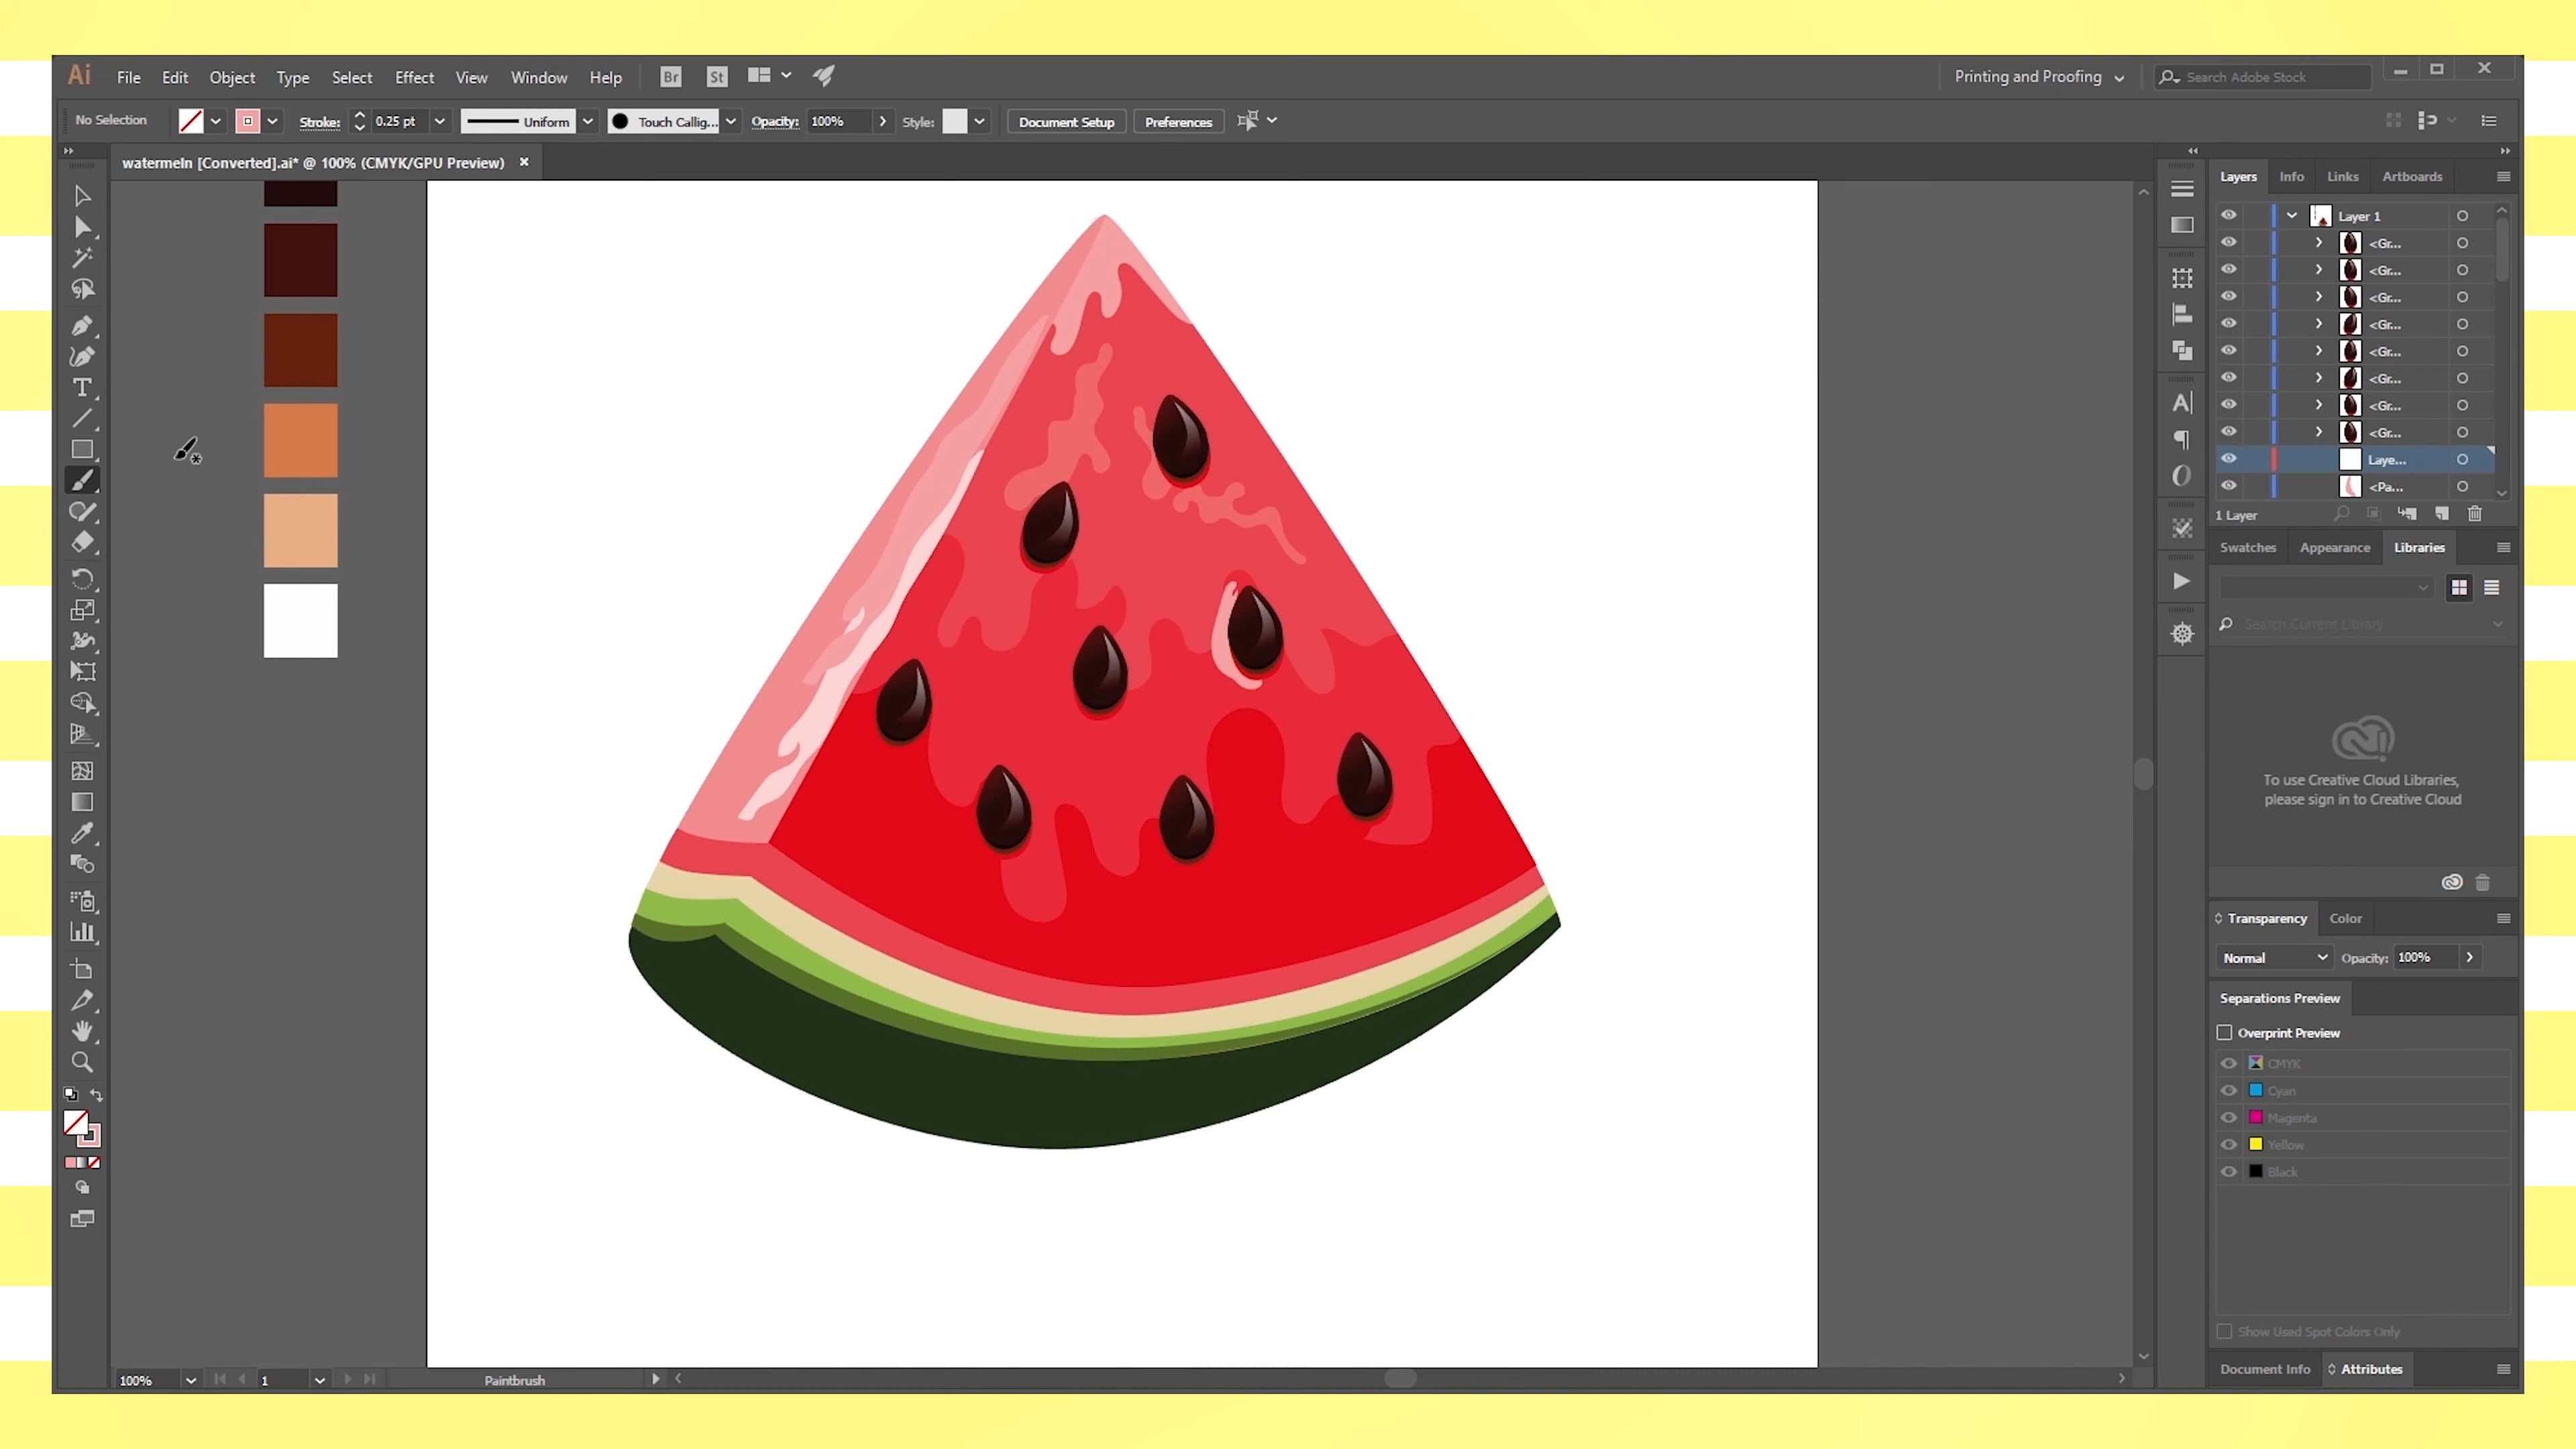 Ai File Edit Object Type Select Effect View Window Help Br St Printing and Proofing Search Adobe Stock
No Selection Stroke: 0.25 pt Uniform Touch Callig... Opacity: 100% Style: Document Setup Preferences
watermeln [Converted].ai* @ 100% (CMYK/GPU Preview)
Layers Info Links Artboards
Layer 1
<Gr...
<Gr...
<Gr...
<Gr...
<Gr...
<Gr...
<Gr...
<Gr...
Laye...
<Pa...
1 Layer
Swatches Appearance Libraries
Search Current Library
To use Creative Cloud Libraries,
please sign in to Creative Cloud
Transparency Color
Normal Opacity: 100%
Separations Preview
Overprint Preview
CMYK
Cyan
Magenta
Yellow
Black
Show Used Spot Colors Only
Document Info Attributes
100% 1 Paintbrush